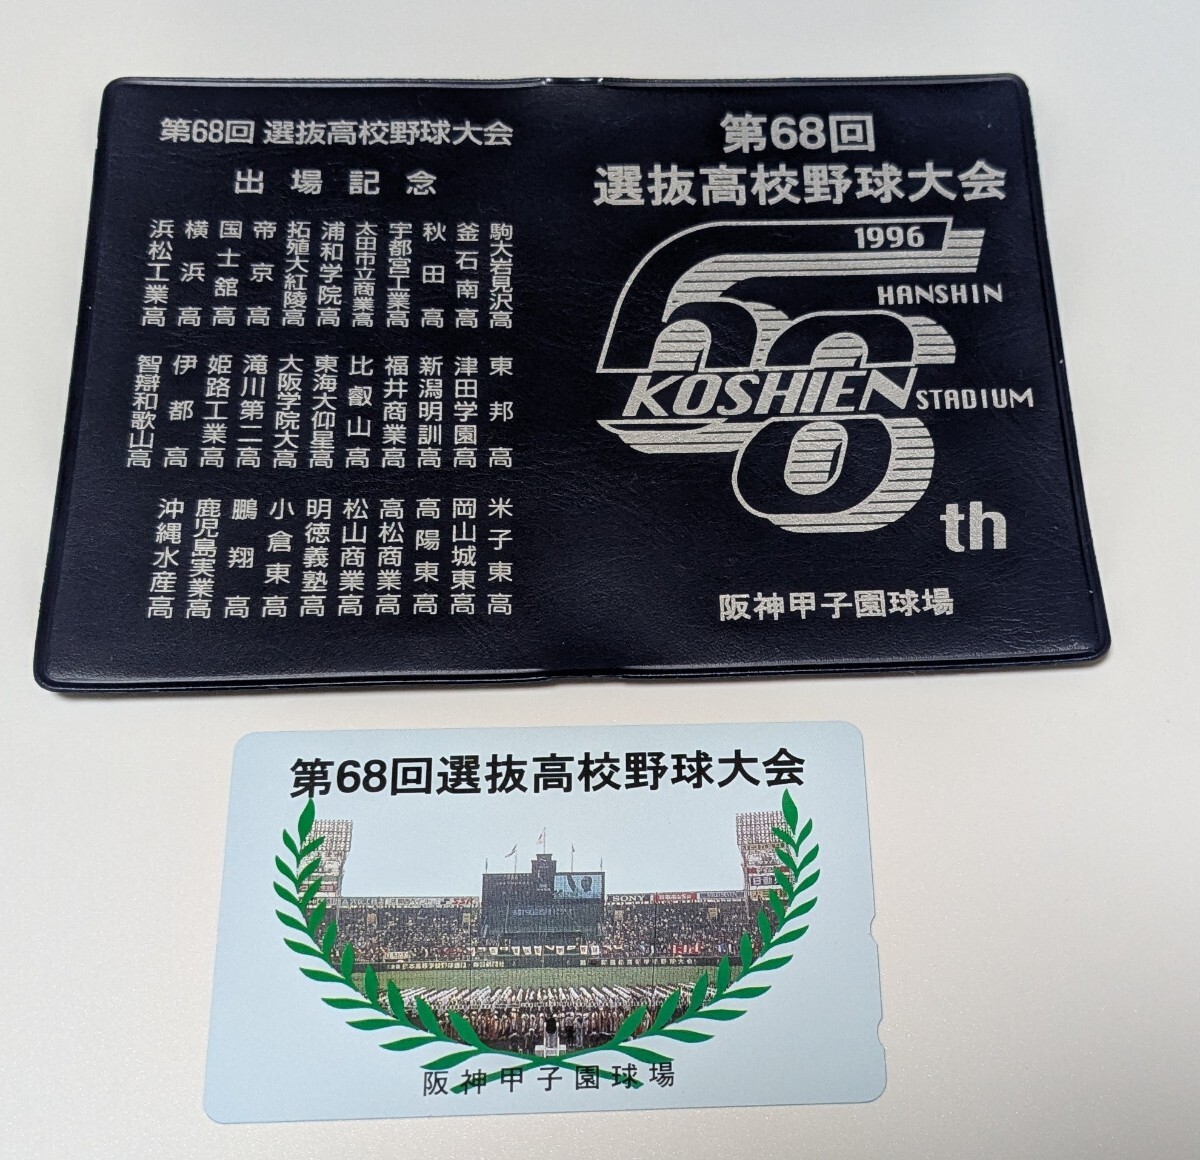 第68回 選抜高校野球大会
出場記念
駒大岩見沢高
釜石南高
秋田高
宇都宮工業高
太田市立商業高
浦和学院高
拓殖大紅陵高
帝京高
国士舘高
横浜高
浜松工業高
東邦高
津田学園高
新潟明訓高
福井商業高
比叡山高
東海大仰星高
大阪学院大高
滝川第二高
姫路工業高
伊都高
智辯和歌山高
米子東高
岡山城東高
高陽東高
高松商業高
松山商業高
明徳義塾高
小倉東高
鵬翔高
鹿児島実業高
沖縄水産高
第68回
選抜高校野球大会
1996
68
HANSHIN
KOSHIEN
STADIUM
th
阪神甲子園球場
第68回選抜高校野球大会
SONY
阪神甲子園球場